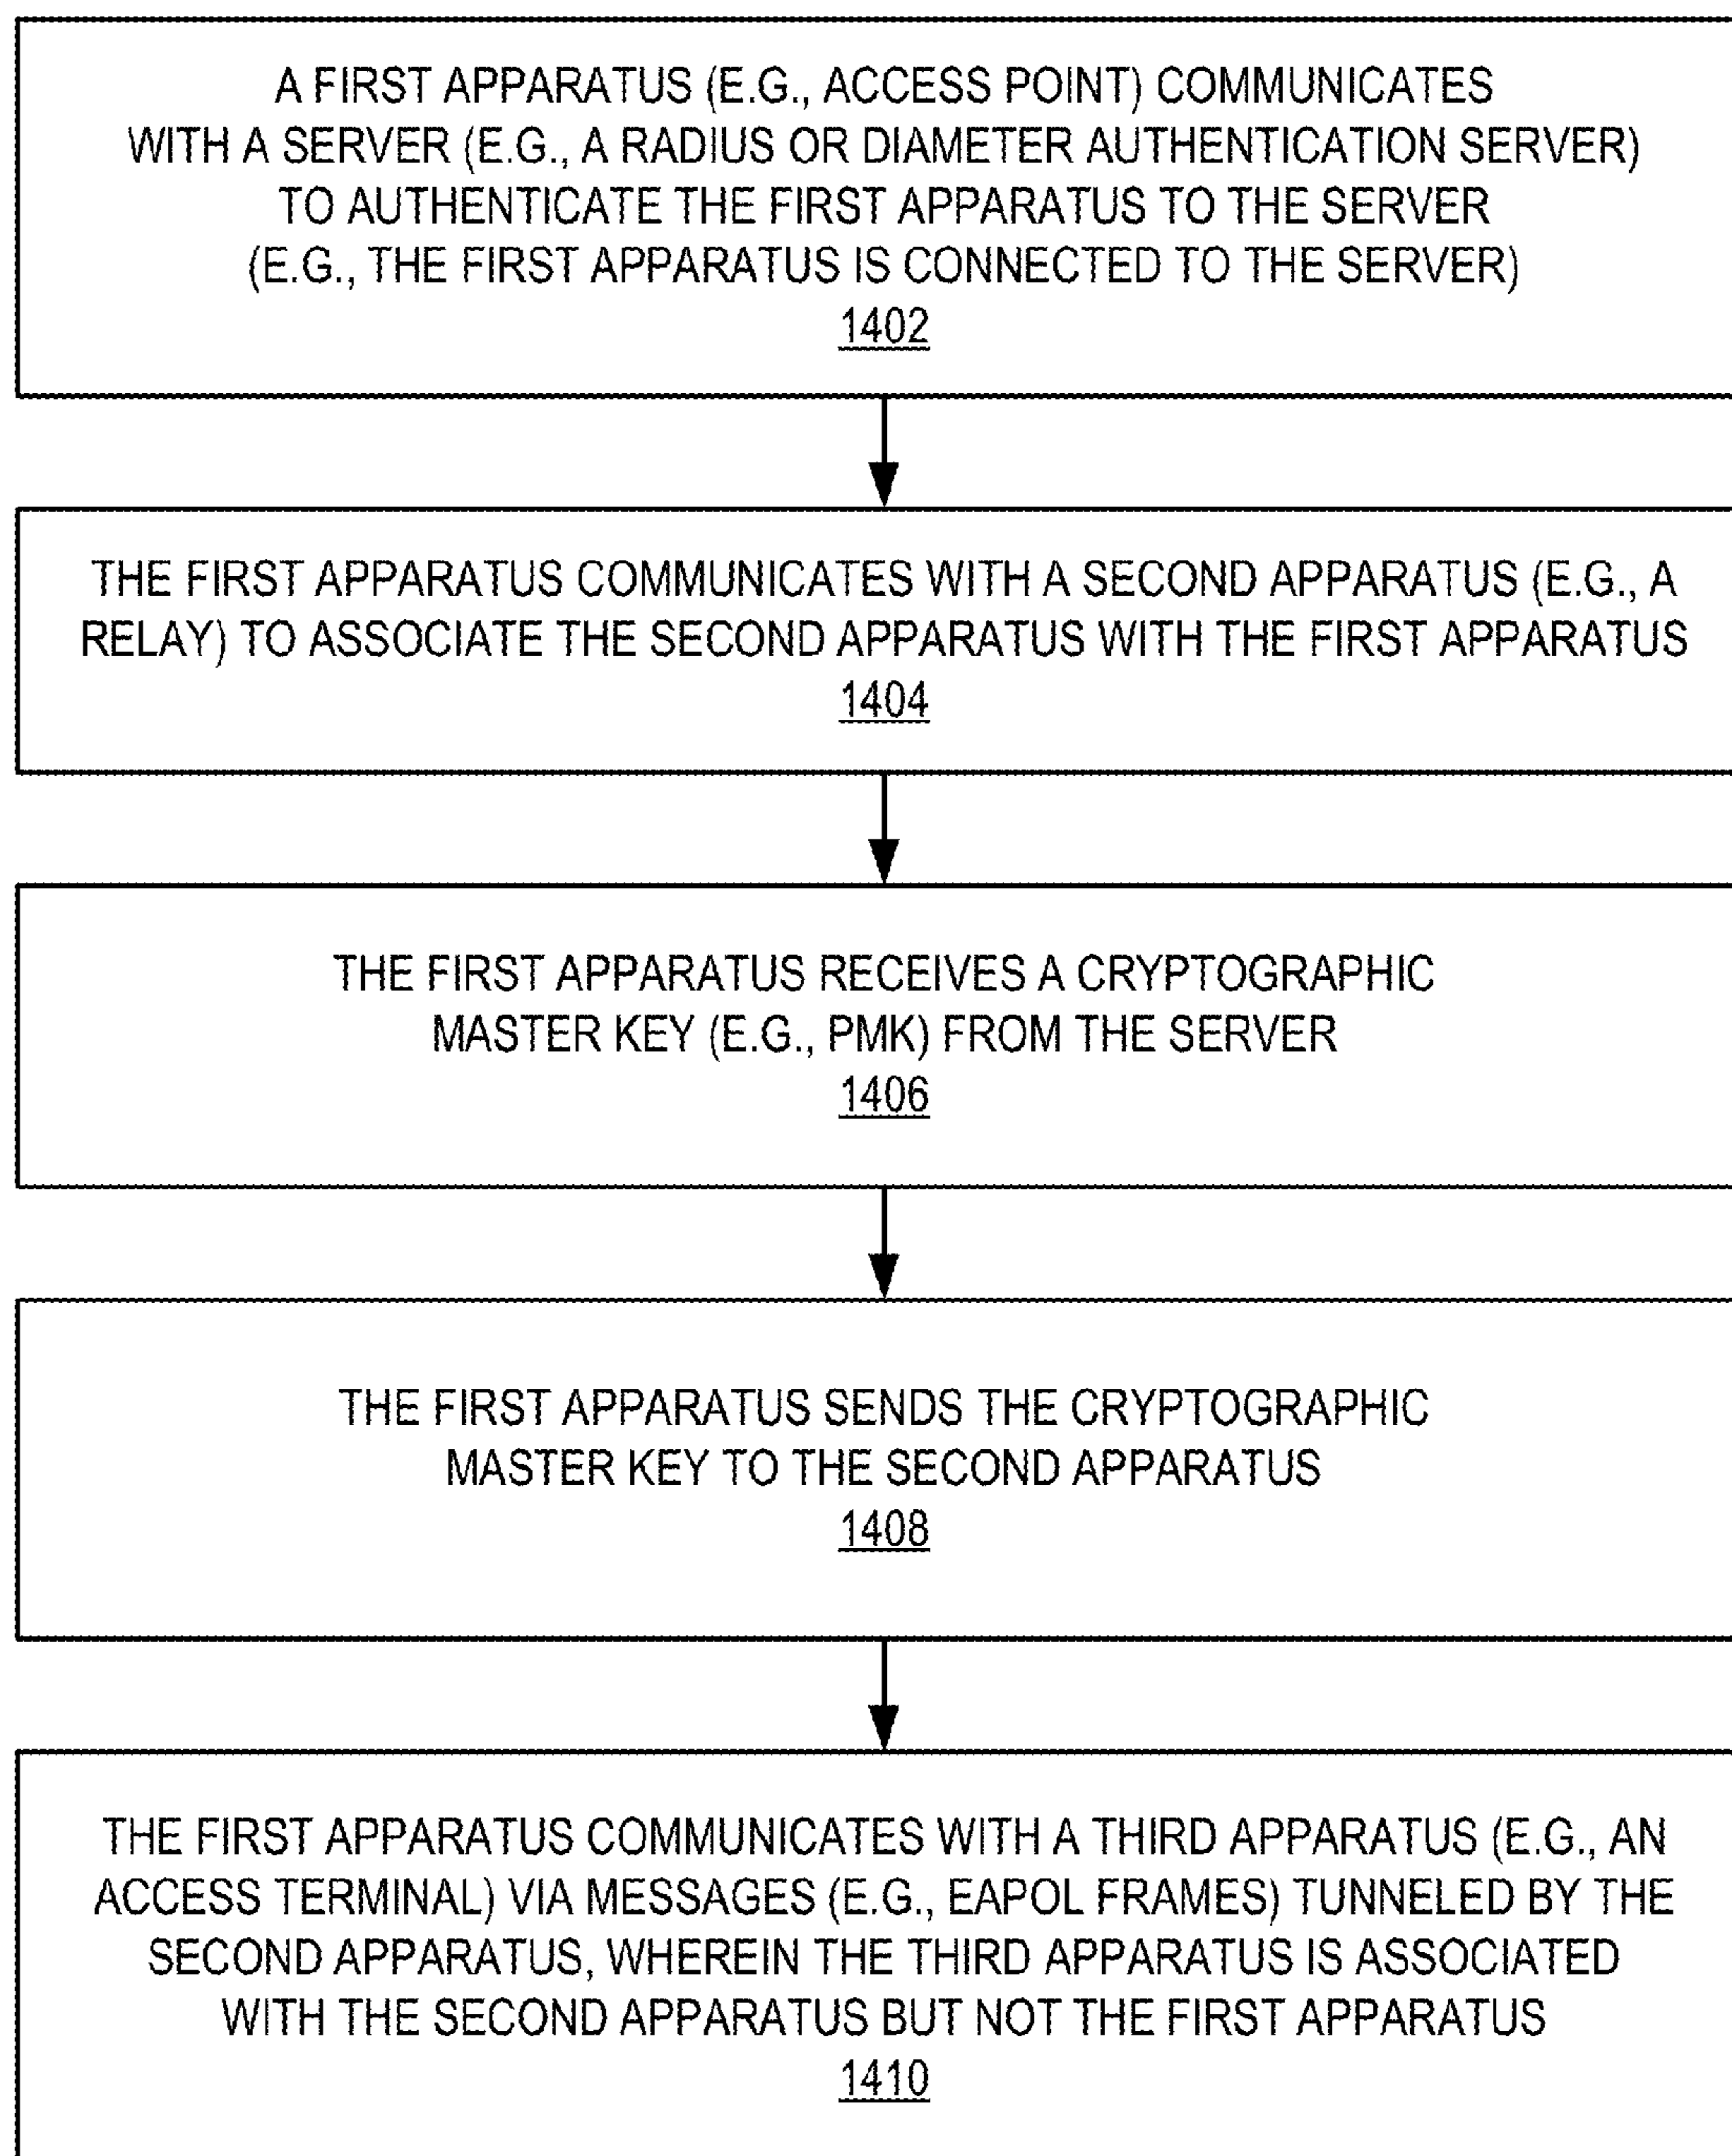 A FIRST APPARATUS (E.G., ACCESS POINT) COMMUNICATES
WITH A SERVER (E.G., A RADIUS OR DIAMETER AUTHENTICATION SERVER)
TO AUTHENTICATE THE FIRST APPARATUS TO THE SERVER
(E.G., THE FIRST APPARATUS IS CONNECTED TO THE SERVER)
1402
THE FIRST APPARATUS COMMUNICATES WITH A SECOND APPARATUS (E.G., A
RELAY) TO ASSOCIATE THE SECOND APPARATUS WITH THE FIRST APPARATUS
1404
THE FIRST APPARATUS RECEIVES A CRYPTOGRAPHIC
MASTER KEY (E.G., PMK) FROM THE SERVER
1406
THE FIRST APPARATUS SENDS THE CRYPTOGRAPHIC
MASTER KEY TO THE SECOND APPARATUS
1408
THE FIRST APPARATUS COMMUNICATES WITH A THIRD APPARATUS (E.G., AN
ACCESS TERMINAL) VIA MESSAGES (E.G., EAPOL FRAMES) TUNNELED BY THE
SECOND APPARATUS, WHEREIN THE THIRD APPARATUS IS ASSOCIATED
WITH THE SECOND APPARATUS BUT NOT THE FIRST APPARATUS
1410